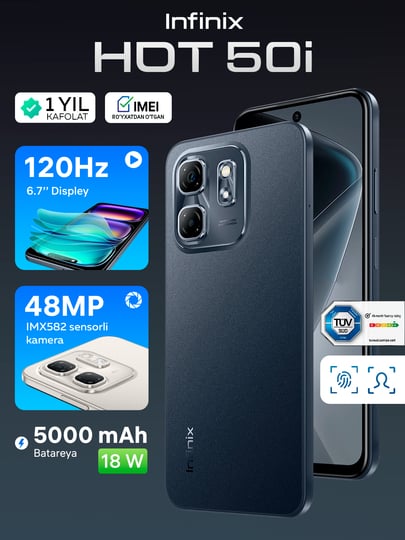 Infinix
HOT 50i
1 YIL
KAFOLAT
IMEI
RO'YXATDAN O'TGAN
120Hz
6.7" Displey
48MP
IMX582 sensorli
kamera
5000 mAh
Batareya
18 W
Infinix
TÜV
SÜD